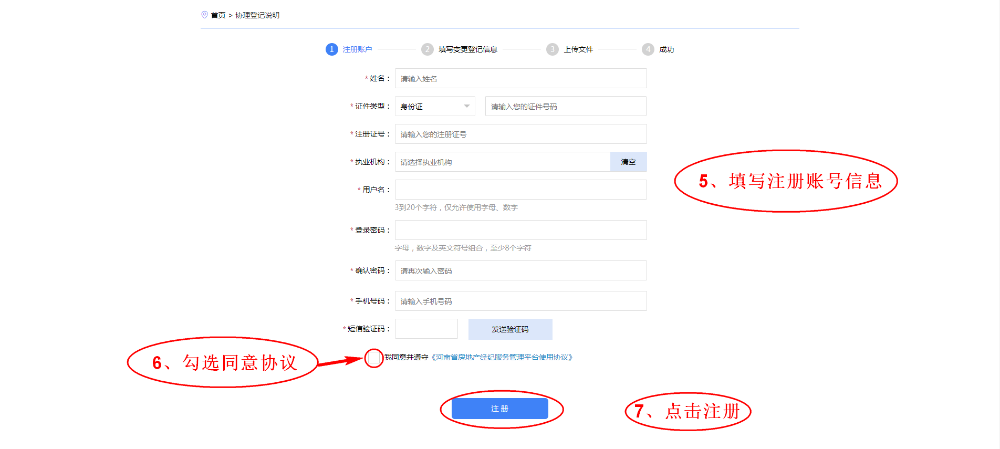 首页 > 协理登记说明
1 注册账户 2 填写变更登记信息 3 上传文件 4 成功
* 姓名： 请输入姓名
* 证件类型： 身份证 请输入您的证件号码
* 注册证号： 请输入您的注册证号
* 执业机构： 请选择执业机构 清空
5、填写注册账号信息
* 用户名：
3到20个字符，仅允许使用字母、数字
* 登录密码：
字母，数字及英文符号组合，至少8个字符
* 确认密码： 请再次输入密码
* 手机号码： 请输入手机号码
* 短信验证码： 发送验证码
6、勾选同意协议
我同意并遵守《河南省房地产经纪服务管理平台使用协议》
注 册
7、点击注册